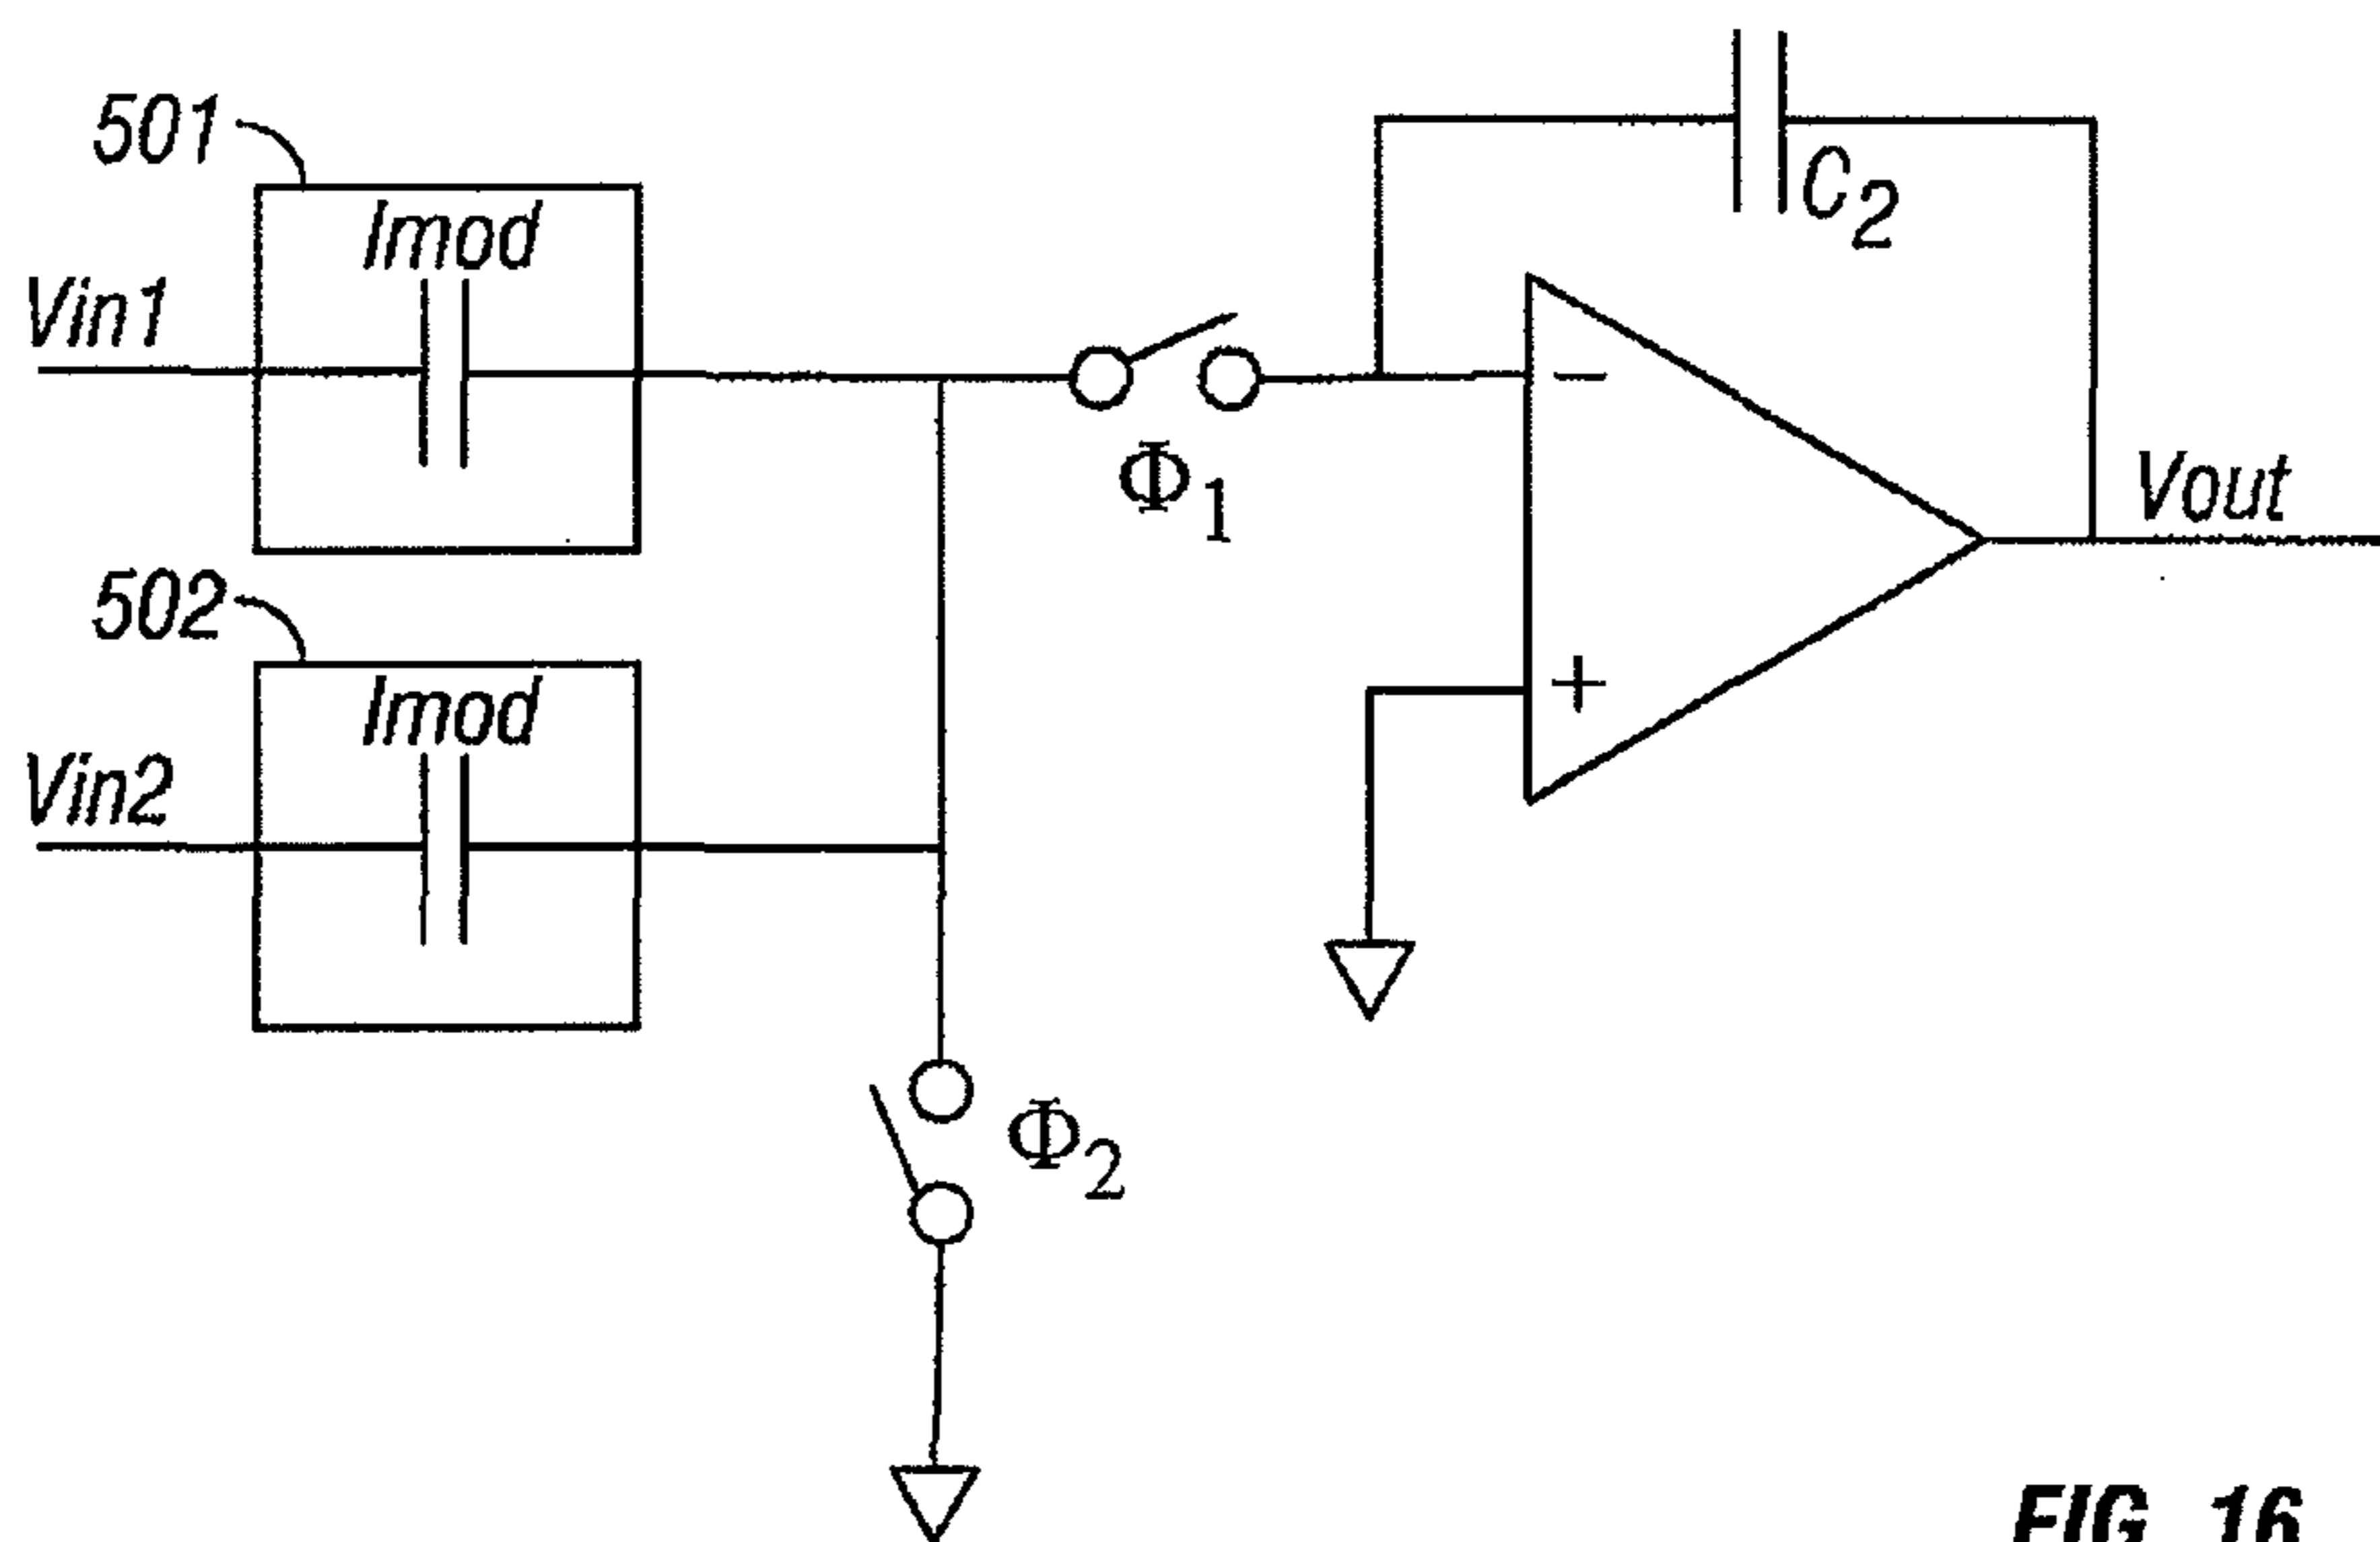 501
Imod
Vin1
C2
Φ1
−
Vout
502
Imod
Vin2
+
Φ2
FIG. 16